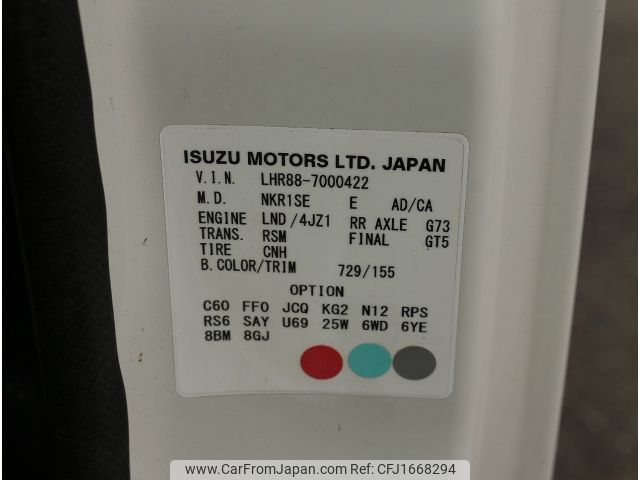 ISUZU MOTORS LTD. JAPAN
V.I.N. LHR88-7000422
M.D. NKR1SE E AD/CA
ENGINE LND /4JZ1 RR AXLE G73
TRANS. RSM FINAL GT5
TIRE CNH
B.COLOR/TRIM 729/155
OPTION
C60 FF0 JCQ KG2 N12 RPS
RS6 SAY U69 25W 6WD 6YE
8BM 8GJ
www.CarFromJapan.com - CFJ1668294